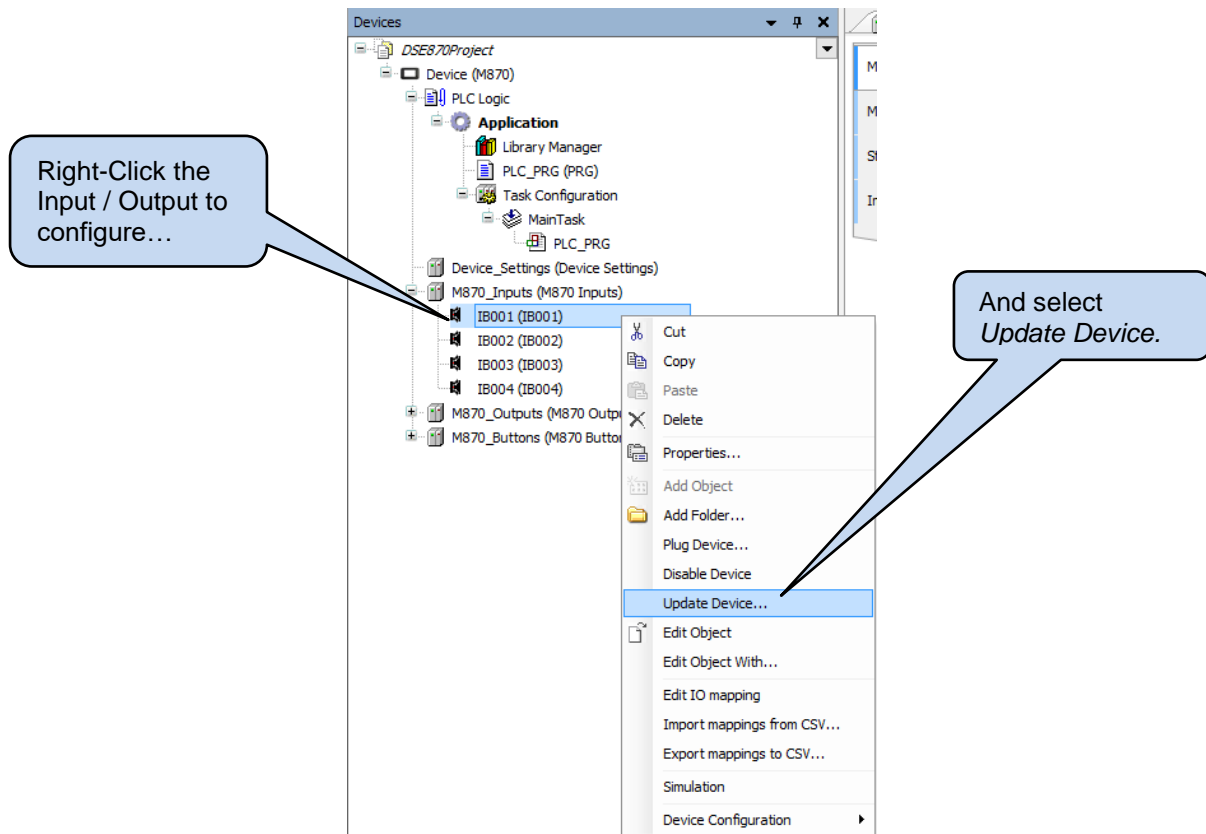 Devices
DSE870Project
Device (M870)
PLC Logic
Application
Library Manager
PLC_PRG (PRG)
Task Configuration
MainTask
PLC_PRG
Device_Settings (Device Settings)
M870_Inputs (M870 Inputs)
IB001 (IB001)
IB002 (IB002)
IB003 (IB003)
IB004 (IB004)
M870_Outputs (M870 Outpu
M870_Buttons (M870 Button
Right-Click the
Input / Output to
configure…
And select
Update Device.
Cut
Copy
Paste
Delete
Properties...
Add Object
Add Folder...
Plug Device...
Disable Device
Update Device...
Edit Object
Edit Object With...
Edit IO mapping
Import mappings from CSV...
Export mappings to CSV...
Simulation
Device Configuration
M
M
St
In